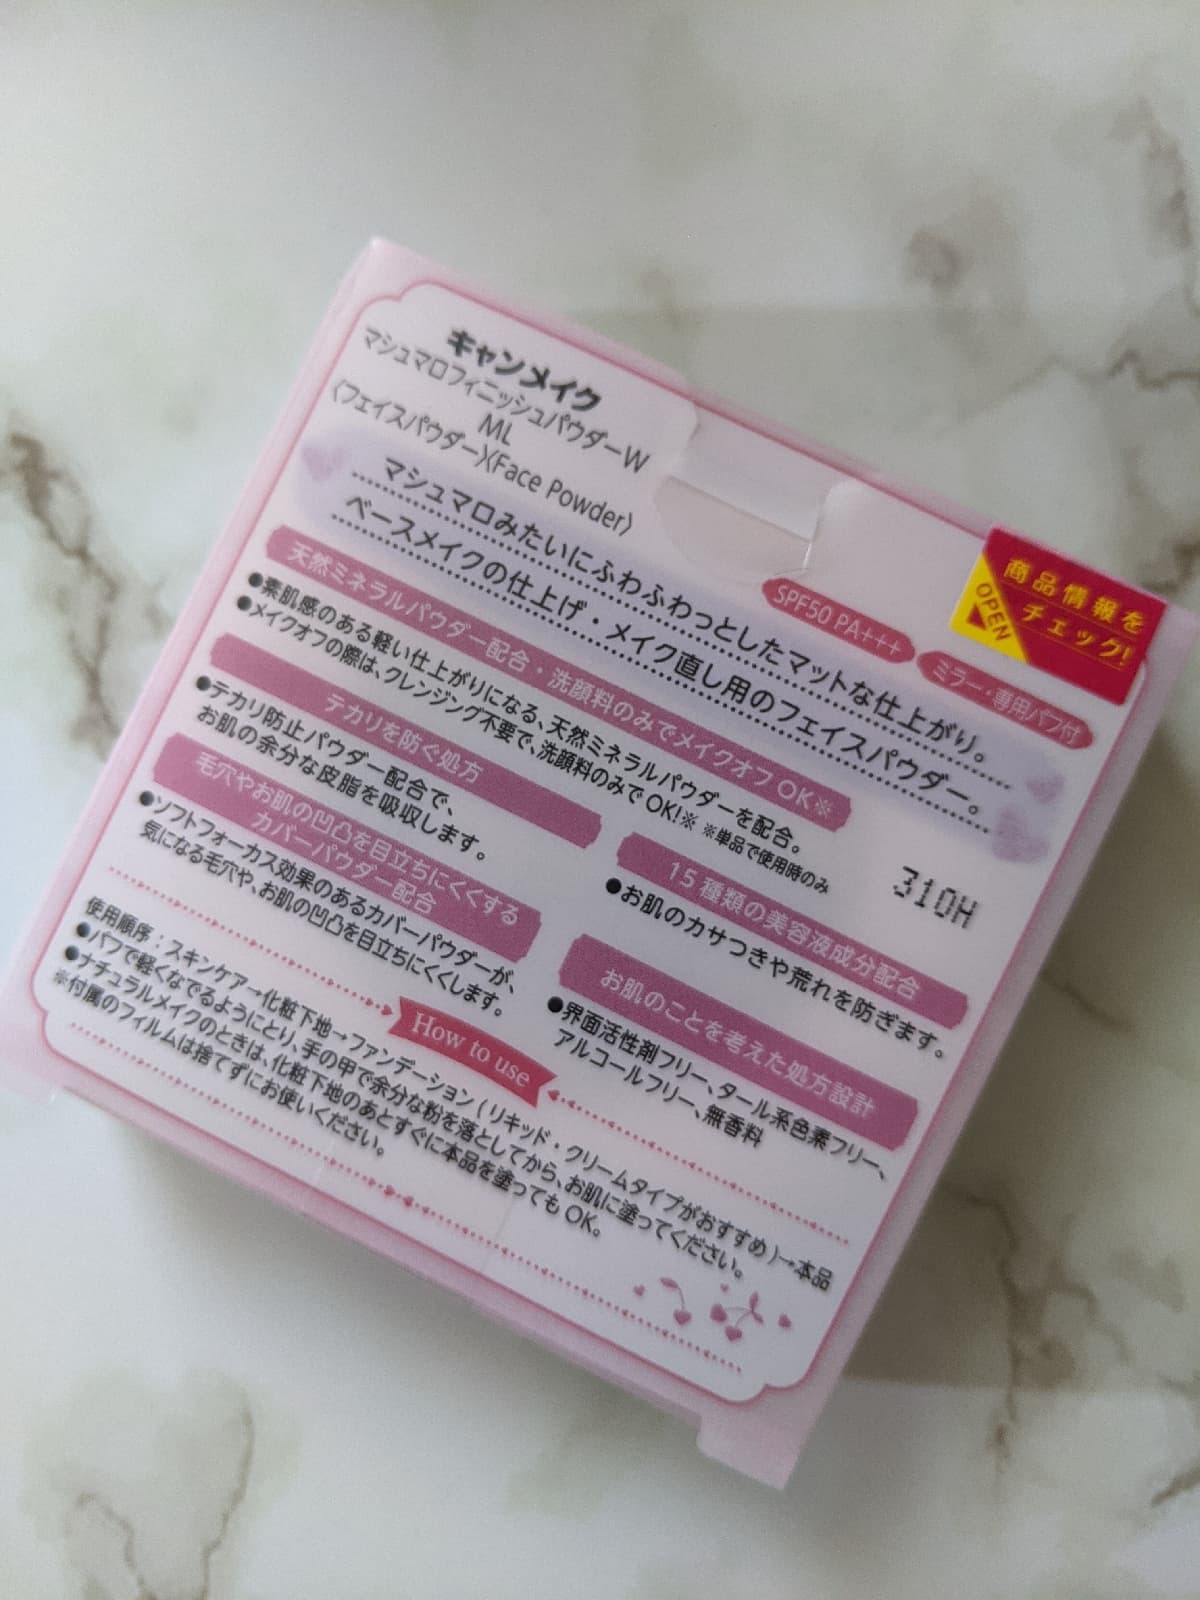 キャンメイク
マシュマロフィニッシュパウダーW
ML
〈フェイスパウダー〉〈Face Powder〉
商品情報を
チェック!
OPEN
SPF50 PA+++
ミラー・専用パフ付
マシュマロみたいにふわふわっとしたマットな仕上がり。
ベースメイクの仕上げ・メイク直し用のフェイスパウダー。
天然ミネラルパウダー配合・洗顔料のみでメイクオフ OK※
●素肌感のある軽い仕上がりになる、天然ミネラルパウダーを配合。
●メイクオフの際は、クレンジング不要で、洗顔料のみで OK!※ ※単品で使用時のみ
310H
テカリを防ぐ処方
●テカリ防止パウダー配合で、
お肌の余分な皮脂を吸収します。
15種類の美容液成分配合
●お肌のカサつきや荒れを防ぎます。
毛穴やお肌の凹凸を目立ちにくくする
カバーパウダー配合
●ソフトフォーカス効果のあるカバーパウダーが、
気になる毛穴や、お肌の凹凸を目立ちにくくします。
お肌のことを考えた処方設計
●界面活性剤フリー、タール系色素フリー、
アルコールフリー、無香料
How to use
使用順序：スキンケア→化粧下地→ファンデーション(リキッド・クリームタイプがおすすめ)→本品
●パフで軽くなでるようにとり、手の甲で余分な粉を落としてから、お肌に塗ってください。
●ナチュラルメイクのときは、化粧下地のあとすぐに本品を塗ってもOK。
※付属のフィルムは捨てずにお使いください。